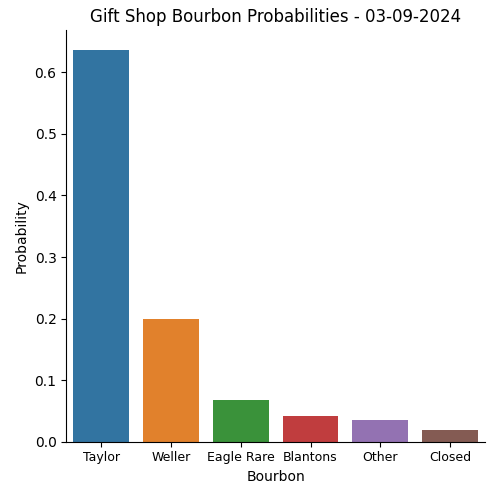 Gift Shop Bourbon Probabilities - 03-09-2024
Probability
0.6
0.5
0.4
0.3
0.2
0.1
0.0
Taylor Weller Eagle Rare Blantons Other Closed
Bourbon